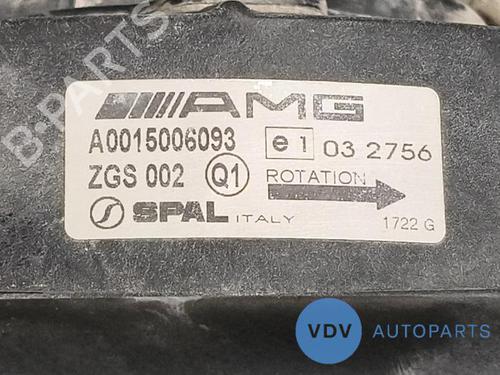 AMG
A0015006093 e1 03 2756
ZGS 002 Q1 ROTATION
SPAL ITALY 1722 G
B-PARTS
VDV AUTOPARTS